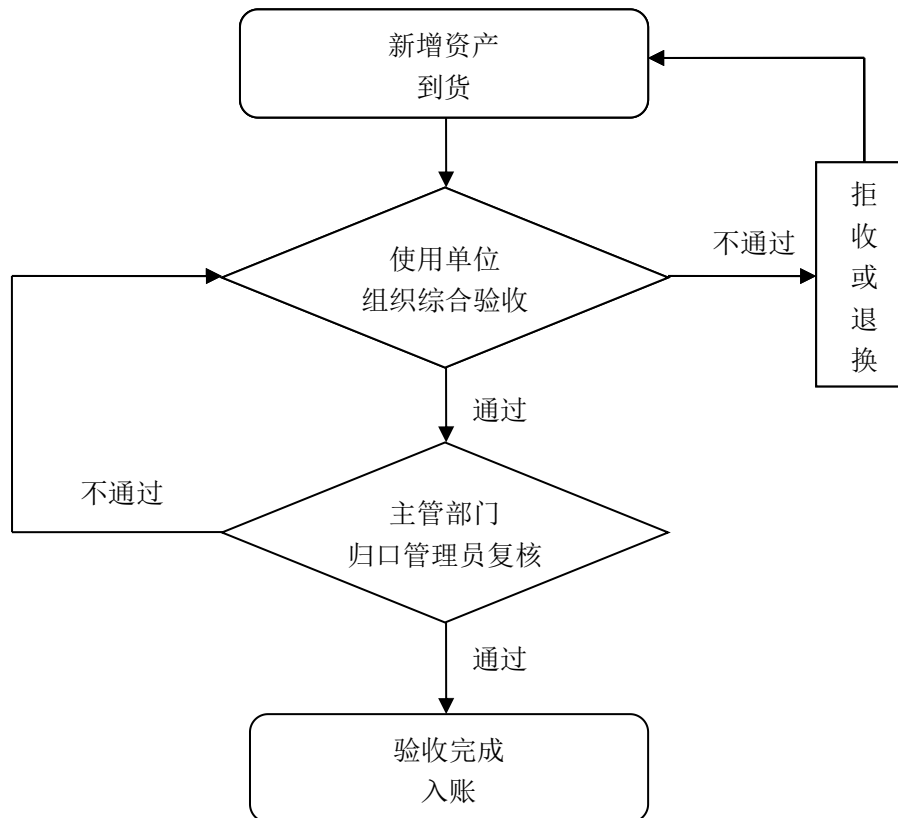 新增资产
到货
使用单位
组织综合验收
不通过
拒
收
或
退
换
通过
不通过
主管部门
归口管理员复核
通过
验收完成
入账